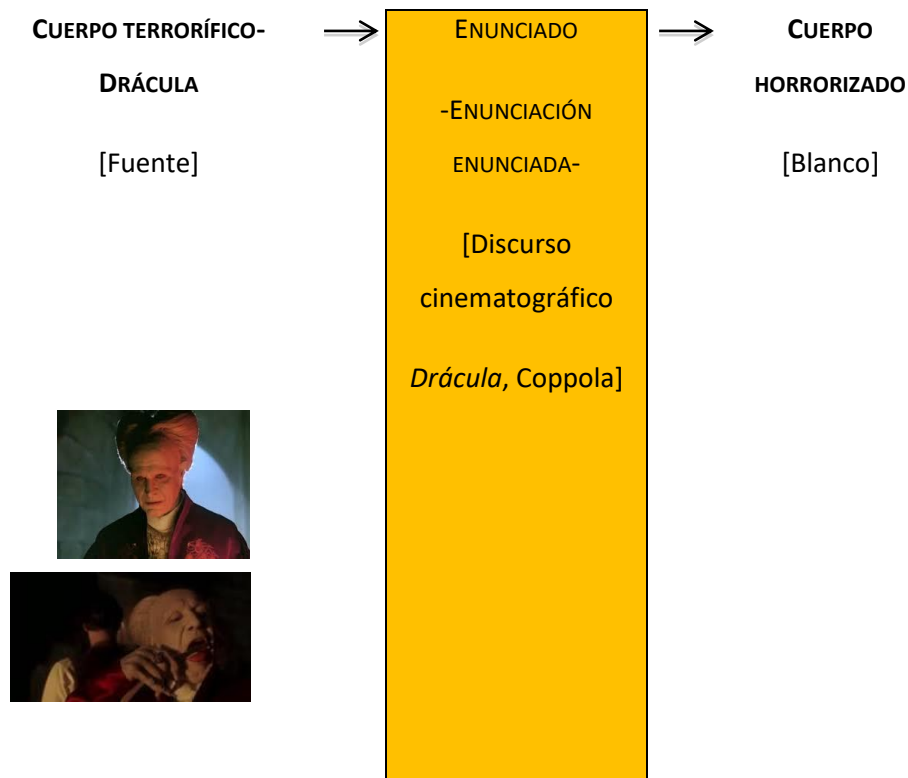 CUERPO TERRORÍFICO-
DRÁCULA
[Fuente]
ENUNCIADO
-ENUNCIACIÓN
ENUNCIADA-
[Discurso
cinematográfico
Drácula, Coppola]
CUERPO
HORRORIZADO
[Blanco]